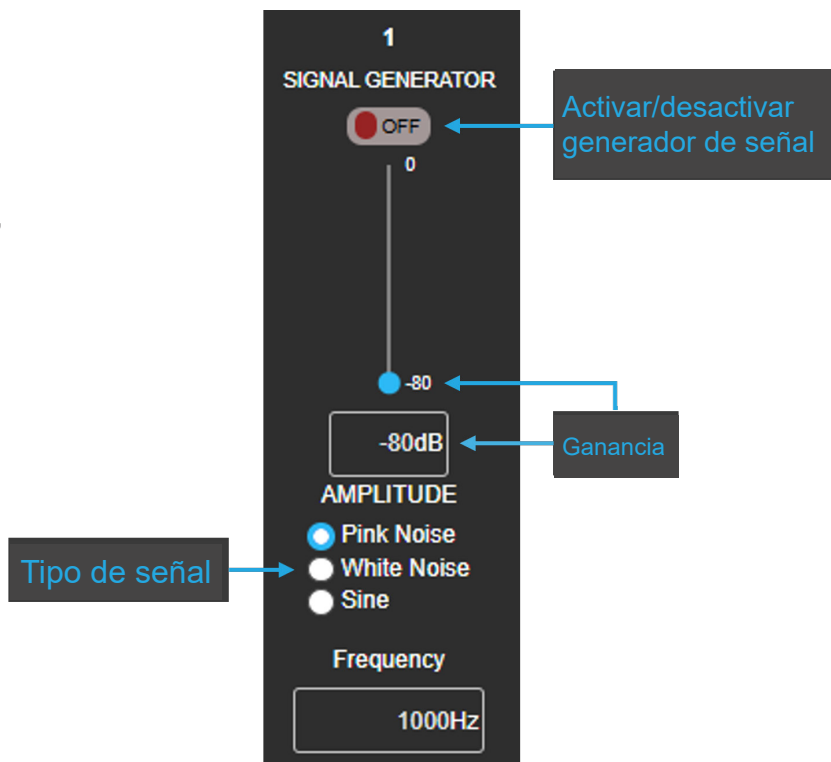 1
SIGNAL GENERATOR
OFF
Activar/desactivar
generador de señal
0
-80
-80dB
Ganancia
AMPLITUDE
Pink Noise
Tipo de señal
White Noise
Sine
Frequency
1000Hz